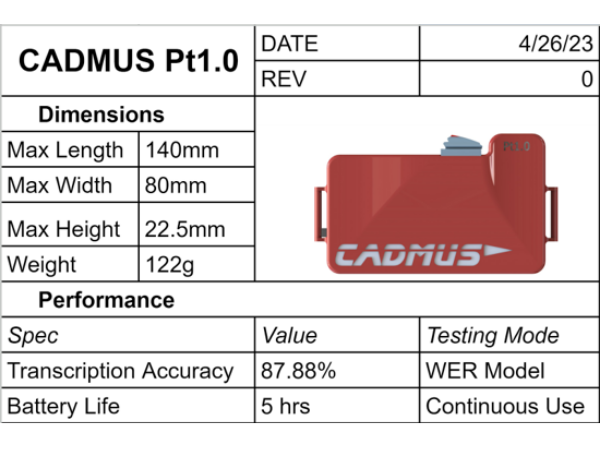 CADMUS Pt1.0
DATE 4/26/23
REV 0
Dimensions
Max Length 140mm
Max Width 80mm
Max Height 22.5mm
Weight 122g
Pt1.0
CADMUS
Performance
Spec Value Testing Mode
Transcription Accuracy 87.88% WER Model
Battery Life 5 hrs Continuous Use